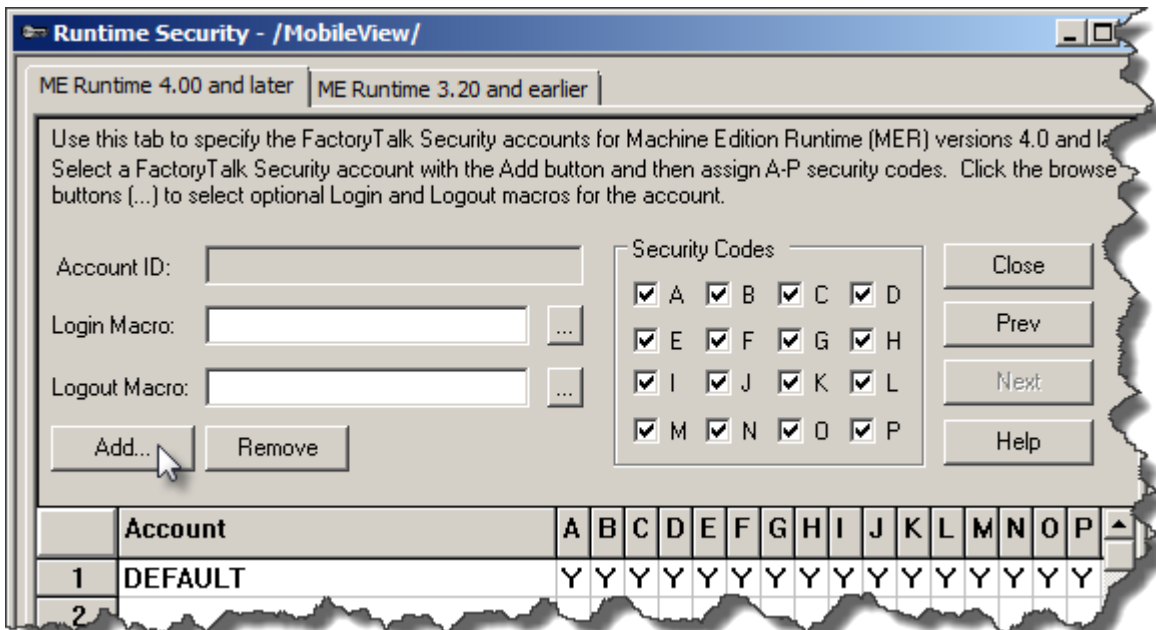 Runtime Security - /MobileView/
ME Runtime 4.00 and later ME Runtime 3.20 and earlier
Use this tab to specify the FactoryTalk Security accounts for Machine Edition Runtime (MER) versions 4.0 and
Select a FactoryTalk Security account with the Add button and then assign A-P security codes. Click the browse
buttons (...) to select optional Login and Logout macros for the account.
Account ID:
Login Macro: ...
Logout Macro: ...
Add... Remove
Security Codes
A B C D
E F G H
I J K L
M N O P
Close
Prev
Next
Help
Account A B C D E F G H I J K L M N O P
1 DEFAULT Y Y Y Y Y Y Y Y Y Y Y Y Y Y Y Y
2